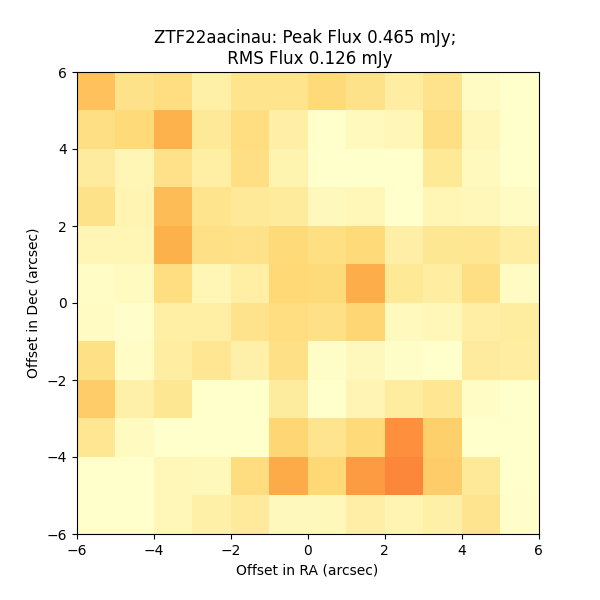 ZTF22aacinau: Peak Flux 0.465 mJy;
RMS Flux 0.126 mJy
6
4
2
0
−2
−4
−6
Offset in Dec (arcsec)
−6 −4 −2 0 2 4 6
Offset in RA (arcsec)